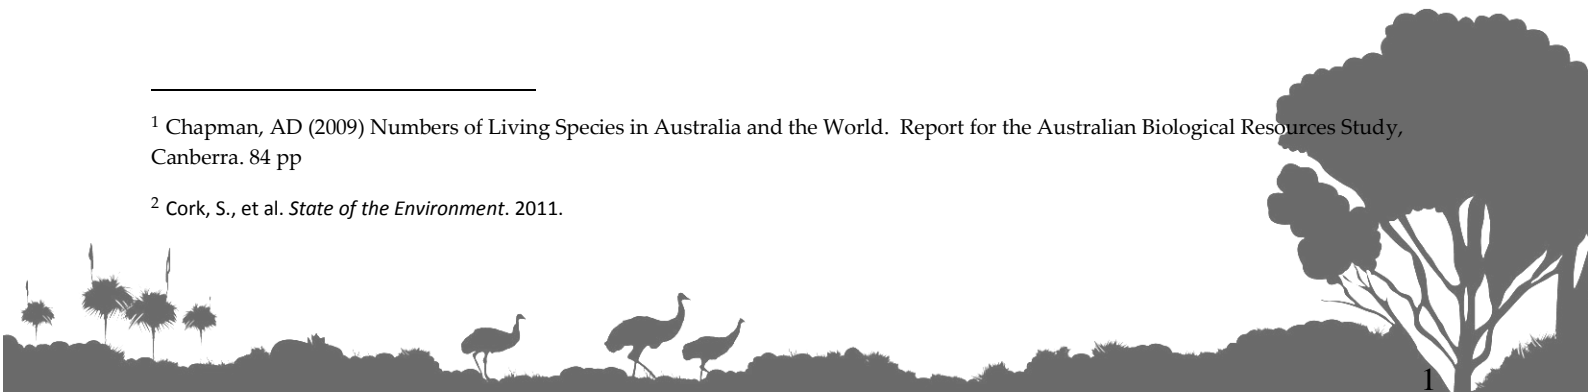 1 Chapman, AD (2009) Numbers of Living Species in Australia and the World.  Report for the Australian Biological Resources Study,
Canberra. 84 pp
2 Cork, S., et al. State of the Environment. 2011.
1